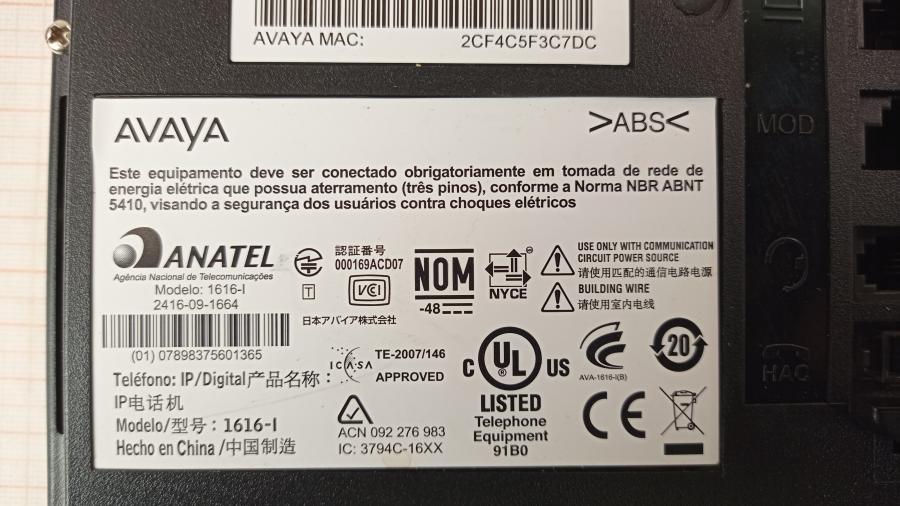 AVAYA MAC: 2CF4C5F3C7DC
AVAYA
>ABS<
MOD
Este equipamento deve ser conectado obrigatoriamente em tomada de rede de
energia elétrica que possua aterramento (três pinos), conforme a Norma NBR ABNT
5410, visando a segurança dos usuários contra choques elétricos
ANATEL
Agência Nacional de Telecomunicações
Modelo: 1616-I
2416-09-1664
(01) 07898375601365
認証番号
000169ACD07
T
VCI
日本アバイア株式会社
NOM
-48
NYCE
USE ONLY WITH COMMUNICATION
CIRCUIT POWER SOURCE
请使用匹配的通信电路电源
BUILDING WIRE
请使用室内电线
ICASA
TE-2007/146
APPROVED
C UL US
®
LISTED
Telephone
Equipment
91B0
AVA-1616-I(B)
20
HAC
Teléfono: IP/Digital产品名称:
IP电话机
Modelo/型号: 1616-I
Hecho en China /中国制造
ACN 092 276 983
IC: 3794C-16XX
CE